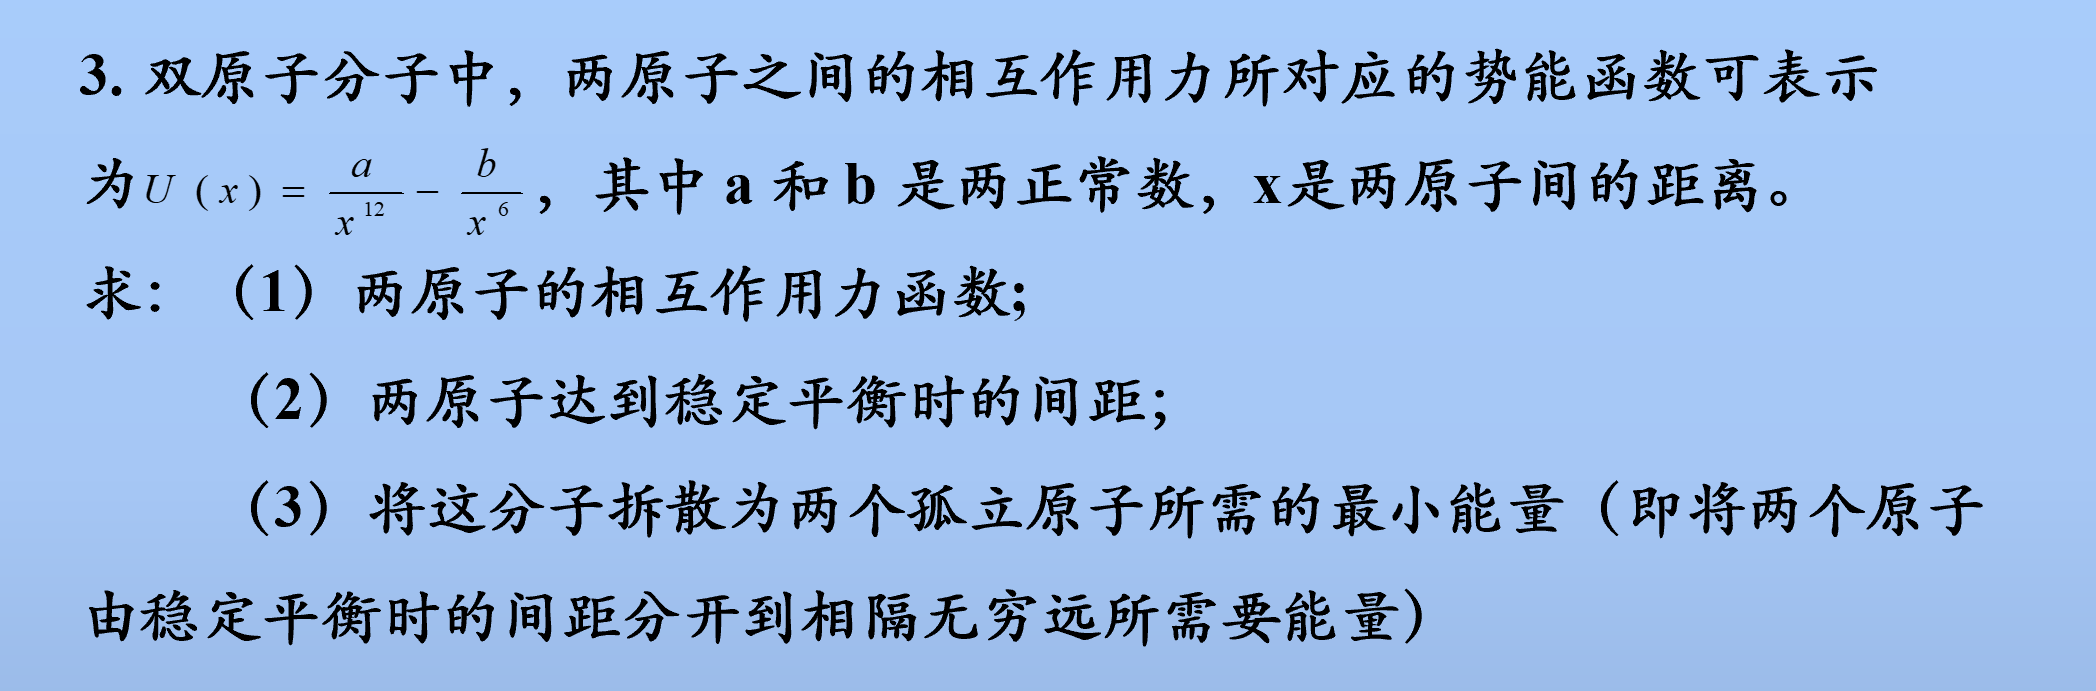 3. 双原子分子中，两原子之间的相互作用力所对应的势能函数可表示
为U (x) = a/x^12 − b/x^6，其中 a 和 b 是两正常数，x是两原子间的距离。
求：（1）两原子的相互作用力函数;
（2）两原子达到稳定平衡时的间距;
（3）将这分子拆散为两个孤立原子所需的最小能量（即将两个原子
由稳定平衡时的间距分开到相隔无穷远所需要能量）